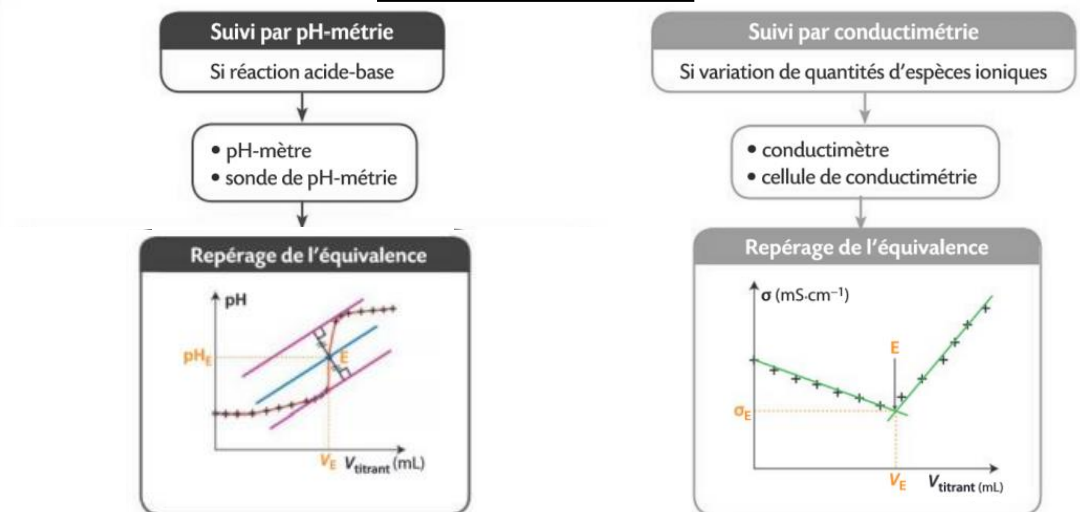 Suivi par pH-métrie
Si réaction acide-base
• pH-mètre
• sonde de pH-métrie
Repérage de l'équivalence
pH
pHE
E
VE Vtitrant (mL)
Suivi par conductimétrie
Si variation de quantités d'espèces ioniques
• conductimètre
• cellule de conductimétrie
Repérage de l'équivalence
σ (mS·cm⁻¹)
E
σE
VE Vtitrant (mL)